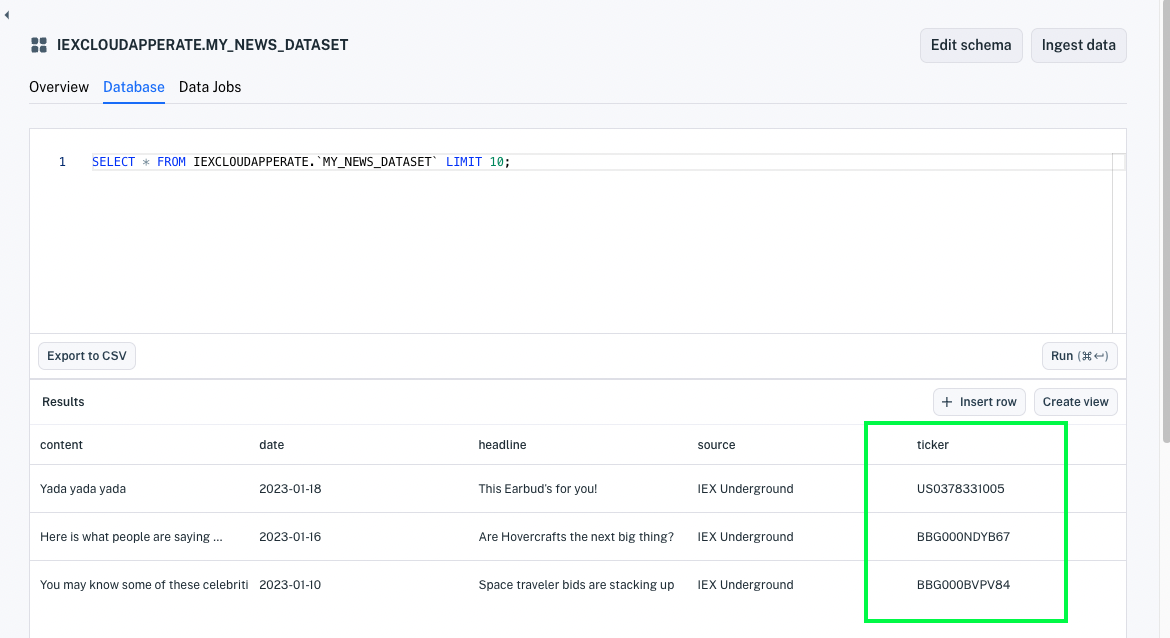 IEXCLOUDAPPERATE.MY_NEWS_DATASET
Edit schema
Ingest data
Overview
Database
Data Jobs
1 SELECT * FROM IEXCLOUDAPPERATE.`MY_NEWS_DATASET` LIMIT 10;
Export to CSV
Run (⌘↩)
Results
+ Insert row
Create view
content date headline source ticker
Yada yada yada 2023-01-18 This Earbud's for you! IEX Underground US0378331005
Here is what people are saying ... 2023-01-16 Are Hovercrafts the next big thing? IEX Underground BBG000NDYB67
You may know some of these celebriti 2023-01-10 Space traveler bids are stacking up IEX Underground BBG000BVPV84